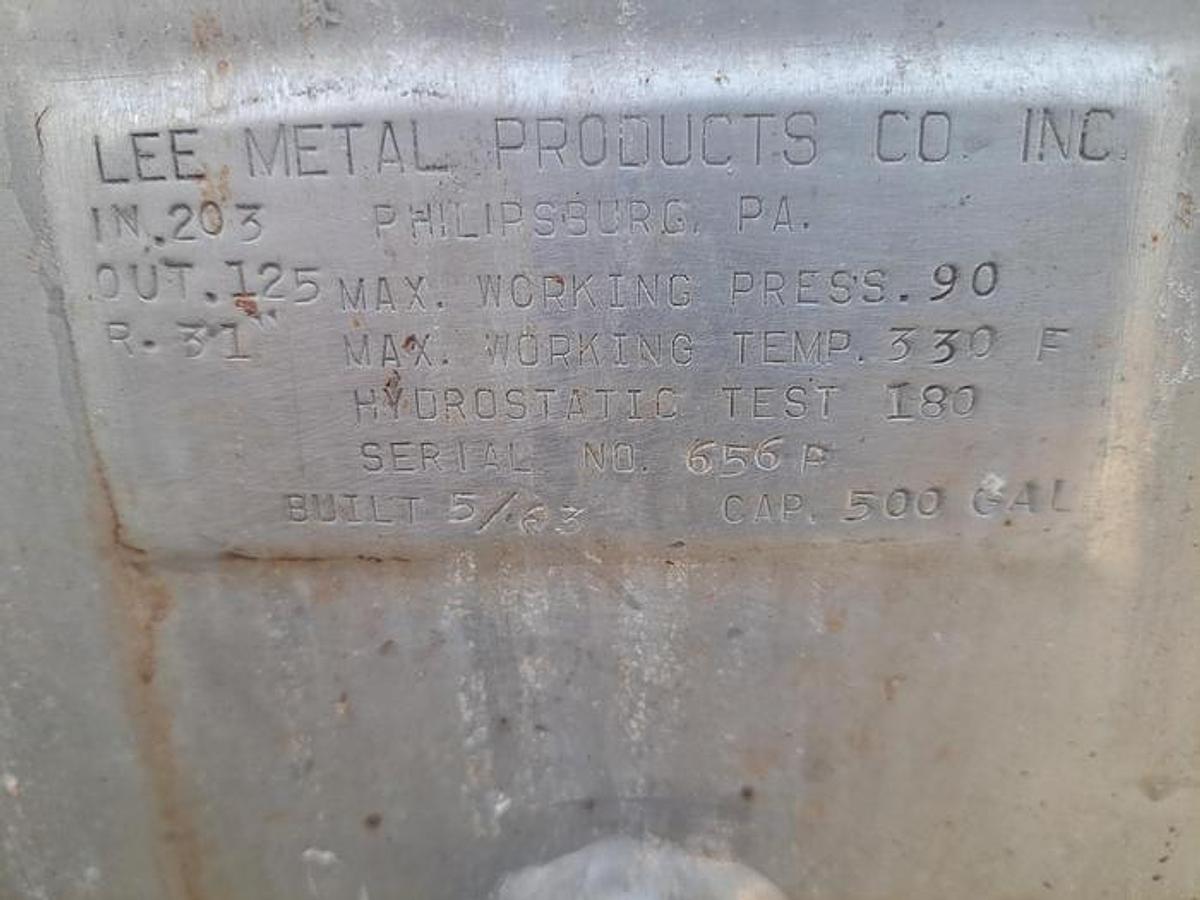 LEE METAL PRODUCTS CO. INC.
IN .203 PHILIPSBURG, PA.
OUT .125 MAX. WORKING PRESS. 90
R. 31" MAX. WORKING TEMP. 330 F
HYDROSTATIC TEST 180
SERIAL NO. 656 P
BUILT 5/63 CAP. 500 GAL